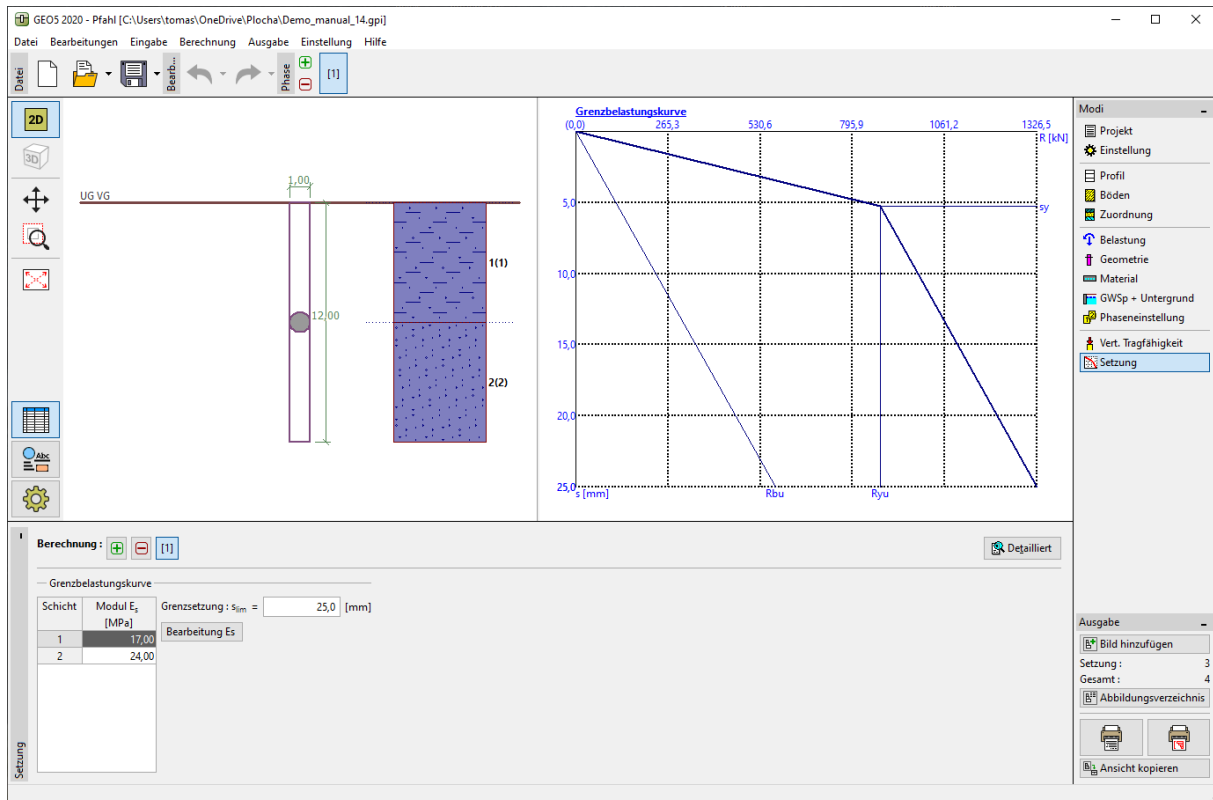 GEO5 2020 - Pfahl [C:\Users\tomas\OneDrive\Plocha\Demo_manual_14.gpi]
Datei Bearbeitungen Eingabe Berechnung Ausgabe Einstellung Hilfe
Datei
Bearb...
Phase
[1]
2D
3D
Abc
UG VG
1,00
12,00
1(1)
2(2)
Grenzbelastungskurve
(0,0) 265,3 530,6 795,9 1061,2 1326,5
R [kN]
5,0
sy
10,0
15,0
20,0
25,0
s [mm] Rbu Ryu
Modi
Projekt
Einstellung
Profil
Böden
Zuordnung
Belastung
Geometrie
Material
GWSp + Untergrund
Phaseneinstellung
Vert. Tragfähigkeit
Setzung
Berechnung : [1]
Detailliert
Grenzbelastungskurve
Schicht Modul Es
[MPa]
1 17,00
2 24,00
Grenzsetzung : slim = 25,0 [mm]
Bearbeitung Es
Setzung
Ausgabe
Bild hinzufügen
Setzung : 3
Gesamt : 4
Abbildungsverzeichnis
Ansicht kopieren